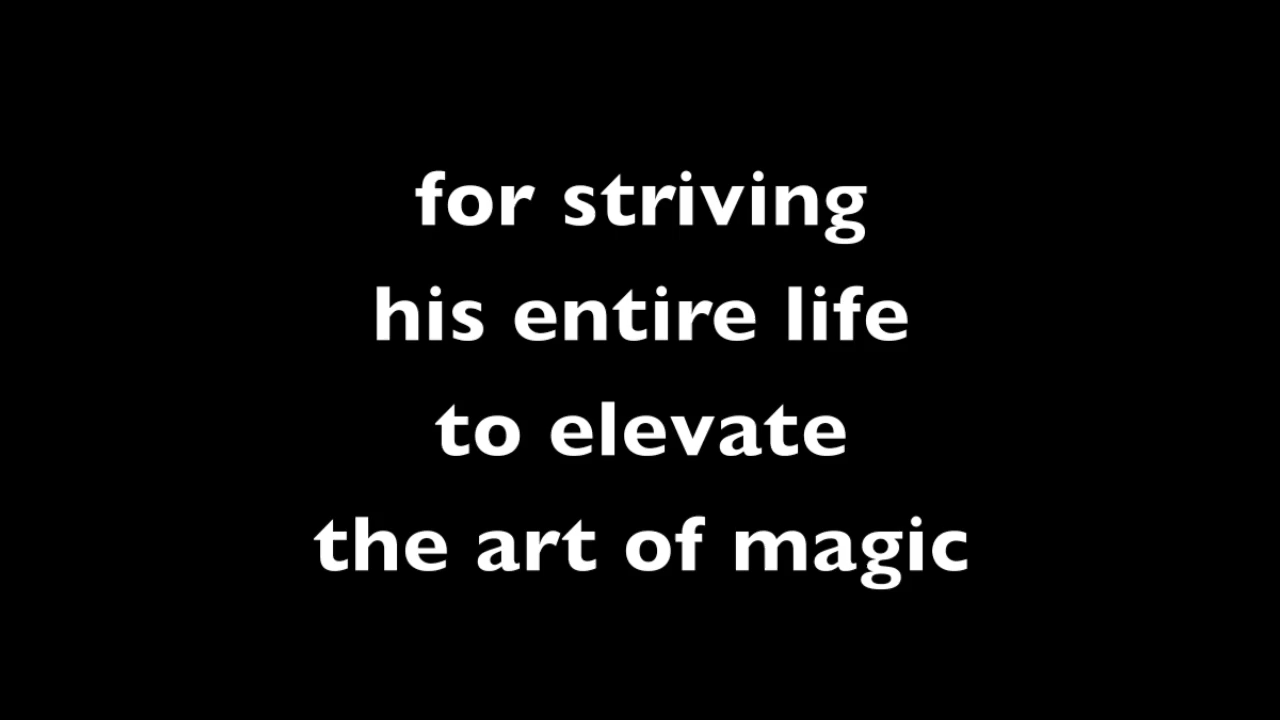 for striving
his entire life
to elevate
the art of magic